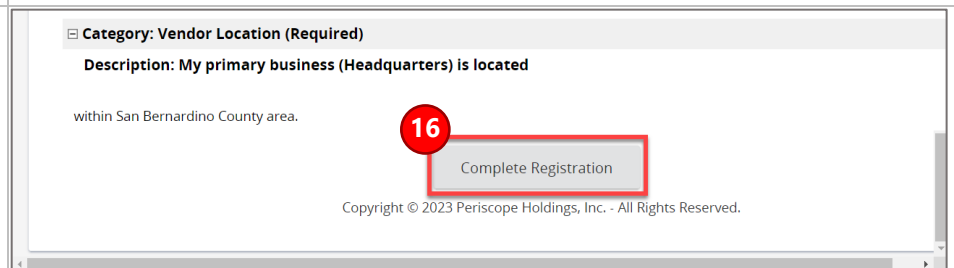 Category: Vendor Location (Required)
Description: My primary business (Headquarters) is located
within San Bernardino County area.
16
Complete Registration
Copyright © 2023 Periscope Holdings, Inc. - All Rights Reserved.